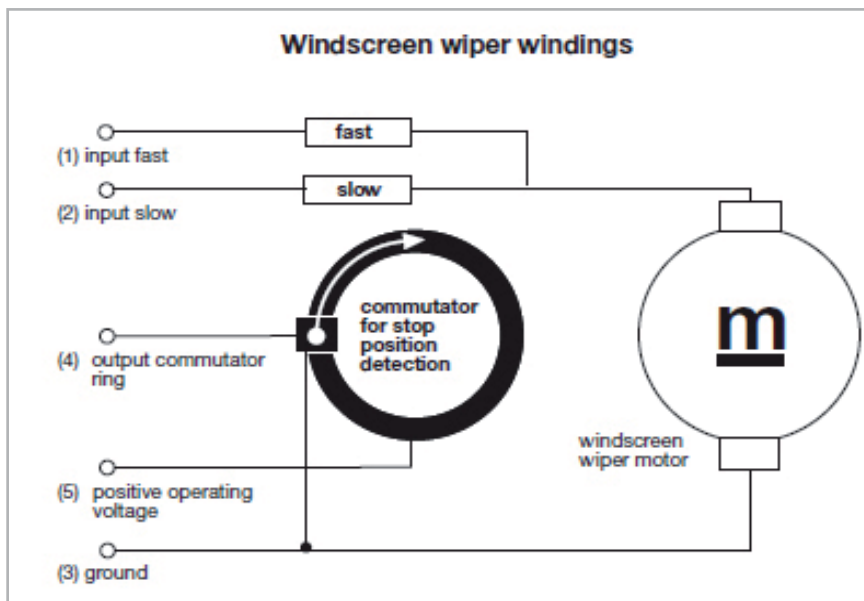 Windscreen wiper windings
fast
(1) input fast
slow
(2) input slow
commutator
for stop
position
detection
m
(4) output commutator
ring
windscreen
wiper motor
(5) positive operating
voltage
(3) ground